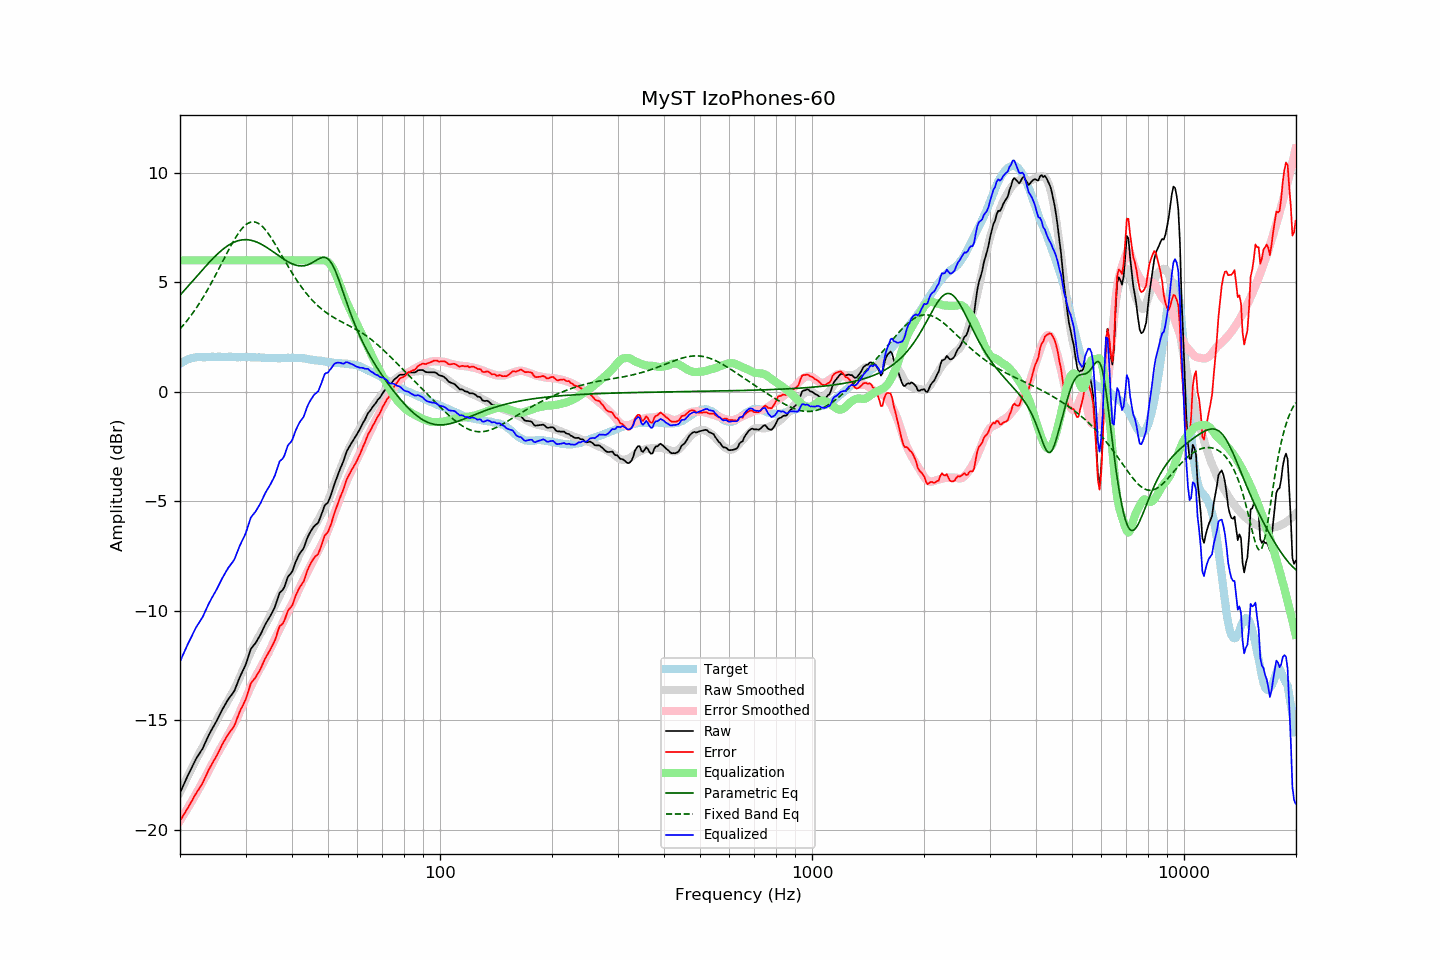 MyST IzoPhones-60
Amplitude (dBr)
10
5
0
−5
−10
−15
−20
Target
Raw Smoothed
Error Smoothed
Raw
Error
Equalization
Parametric Eq
Fixed Band Eq
Equalized
100
1000
10000
Frequency (Hz)